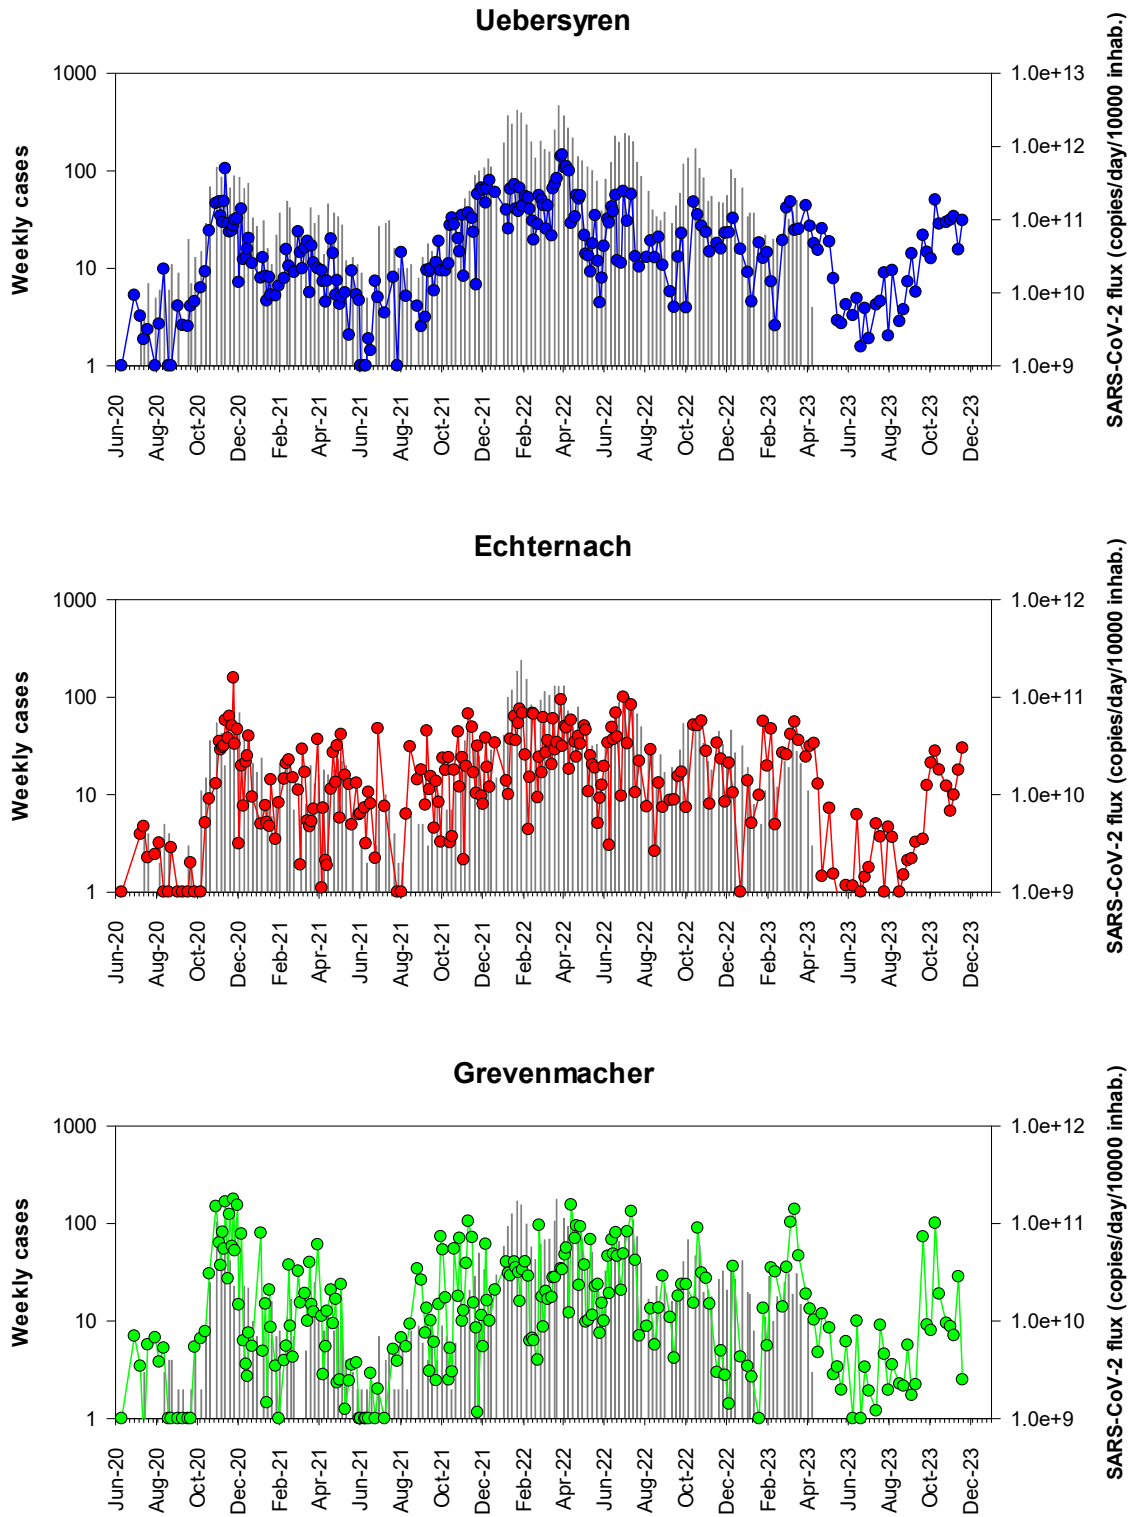 Uebersyren
Weekly cases
SARS-CoV-2 flux (copies/day/10000 inhab.)
1000
100
10
1
1.0e+13
1.0e+12
1.0e+11
1.0e+10
1.0e+9
Jun-20 Aug-20 Oct-20 Dec-20 Feb-21 Apr-21 Jun-21 Aug-21 Oct-21 Dec-21 Feb-22 Apr-22 Jun-22 Aug-22 Oct-22 Dec-22 Feb-23 Apr-23 Jun-23 Aug-23 Oct-23 Dec-23
Echternach
Weekly cases
SARS-CoV-2 flux (copies/day/10000 inhab.)
1000
100
10
1
1.0e+12
1.0e+11
1.0e+10
1.0e+9
Jun-20 Aug-20 Oct-20 Dec-20 Feb-21 Apr-21 Jun-21 Aug-21 Oct-21 Dec-21 Feb-22 Apr-22 Jun-22 Aug-22 Oct-22 Dec-22 Feb-23 Apr-23 Jun-23 Aug-23 Oct-23 Dec-23
Grevenmacher
Weekly cases
SARS-CoV-2 flux (copies/day/10000 inhab.)
1000
100
10
1
1.0e+12
1.0e+11
1.0e+10
1.0e+9
Jun-20 Aug-20 Oct-20 Dec-20 Feb-21 Apr-21 Jun-21 Aug-21 Oct-21 Dec-21 Feb-22 Apr-22 Jun-22 Aug-22 Oct-22 Dec-22 Feb-23 Apr-23 Jun-23 Aug-23 Oct-23 Dec-23